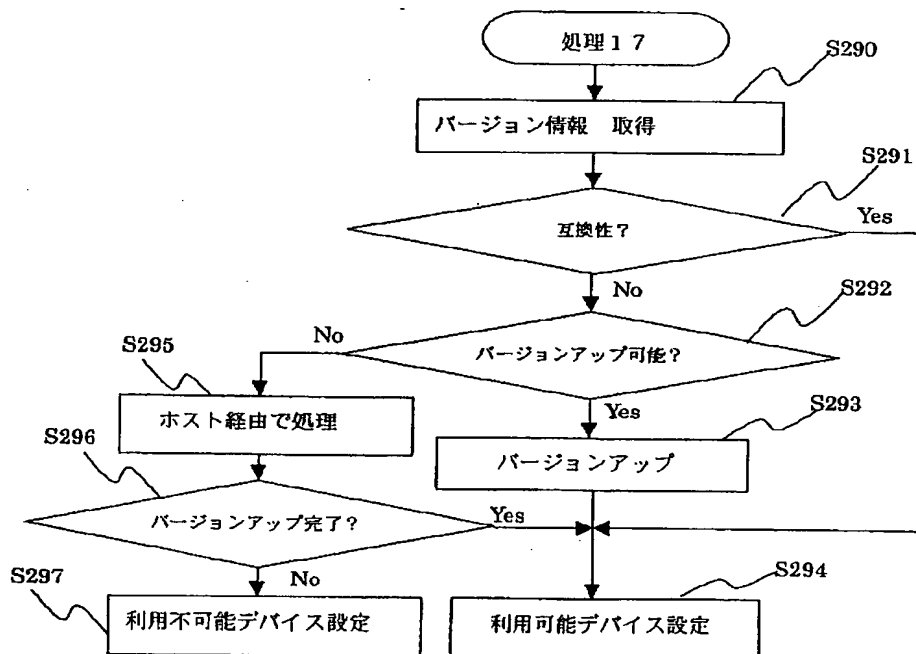 処理17
S290
バージョン情報 取得
S291
互換性?
Yes
No
S292
バージョンアップ可能?
No
Yes
S295
ホスト経由で処理
S293
バージョンアップ
S296
バージョンアップ完了?
Yes
No
S297
利用不可能デバイス設定
S294
利用可能デバイス設定